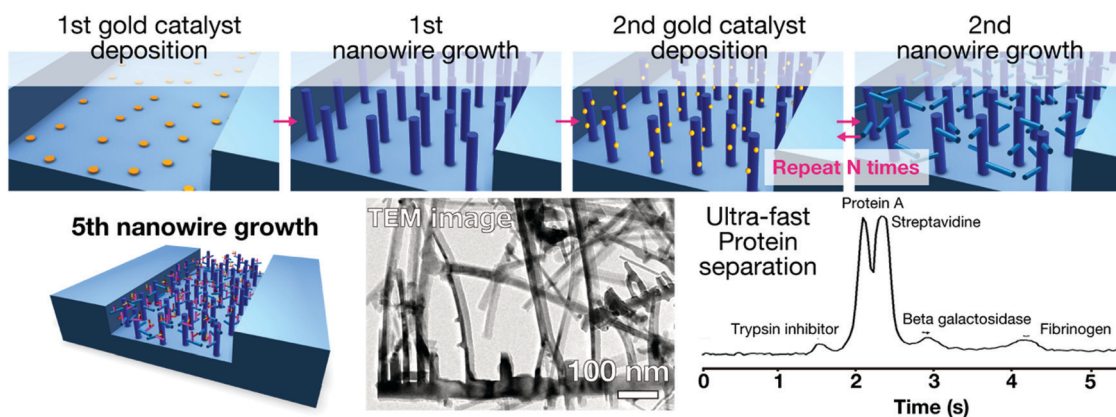 1st gold catalyst
deposition
1st
nanowire growth
2nd gold catalyst
deposition
2nd
nanowire growth
Repeat N times
5th nanowire growth
TEM image
100 nm
Ultra-fast
Protein
separation
Protein A
Streptavidine
Trypsin inhibitor
Beta galactosidase
Fibrinogen
0 1 2 3 4 5
Time (s)